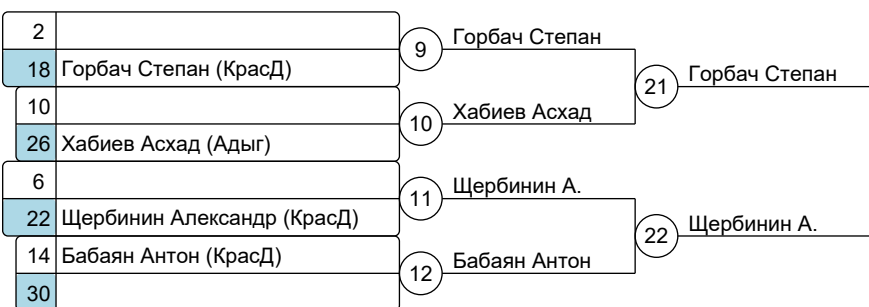 2
9
Горбач Степан
18 Горбач Степан (КрасД)
21
Горбач Степан
10
10
Хабиев Асхад
26 Хабиев Асхад (Адыг)
6
11
Щербинин А.
22 Щербинин Александр (КрасД)
22
Щербинин А.
14 Бабаян Антон (КрасД)
12
Бабаян Антон
30